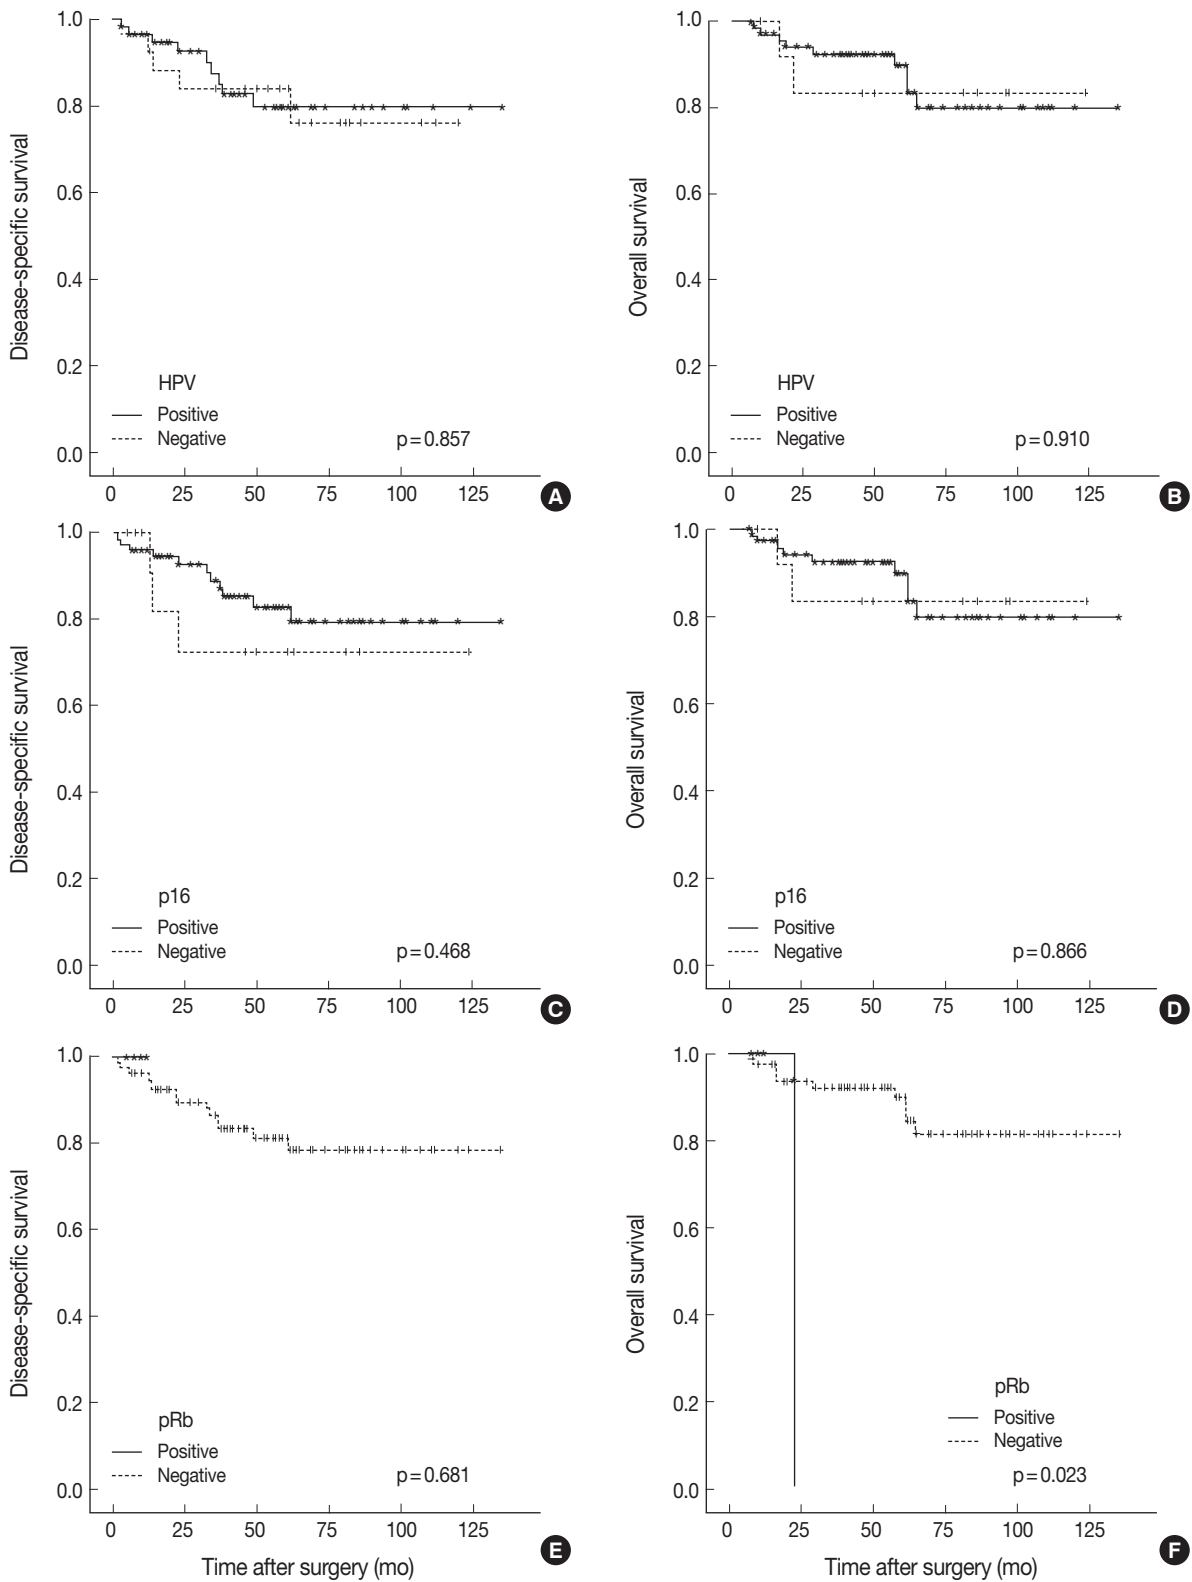 1.0
0.8
0.6
0.4
0.2
0.0
Disease-specific survival
HPV
Positive
Negative
p=0.857
0 25 50 75 100 125
A
1.0
0.8
0.6
0.4
0.2
0.0
Overall survival
HPV
Positive
Negative
p=0.910
0 25 50 75 100 125
B
1.0
0.8
0.6
0.4
0.2
0.0
Disease-specific survival
p16
Positive
Negative
p=0.468
0 25 50 75 100 125
C
1.0
0.8
0.6
0.4
0.2
0.0
Overall survival
p16
Positive
Negative
p=0.866
0 25 50 75 100 125
D
1.0
0.8
0.6
0.4
0.2
0.0
Disease-specific survival
pRb
Positive
Negative
p=0.681
0 25 50 75 100 125
Time after surgery (mo)
E
1.0
0.8
0.6
0.4
0.2
0.0
Overall survival
pRb
Positive
Negative
p=0.023
0 25 50 75 100 125
Time after surgery (mo)
F